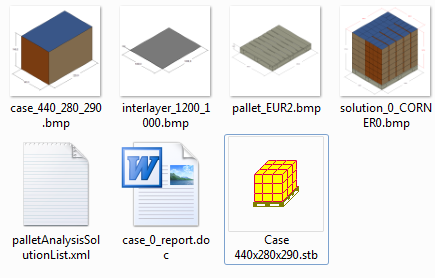 case_440_280_290
.bmp
interlayer_1200_1
000.bmp
pallet_EUR2.bmp
solution_0_CORN
ER0.bmp
W
palletAnalysisSol
utionList.xml
case_0_report.do
c
Case
440x280x290.stb